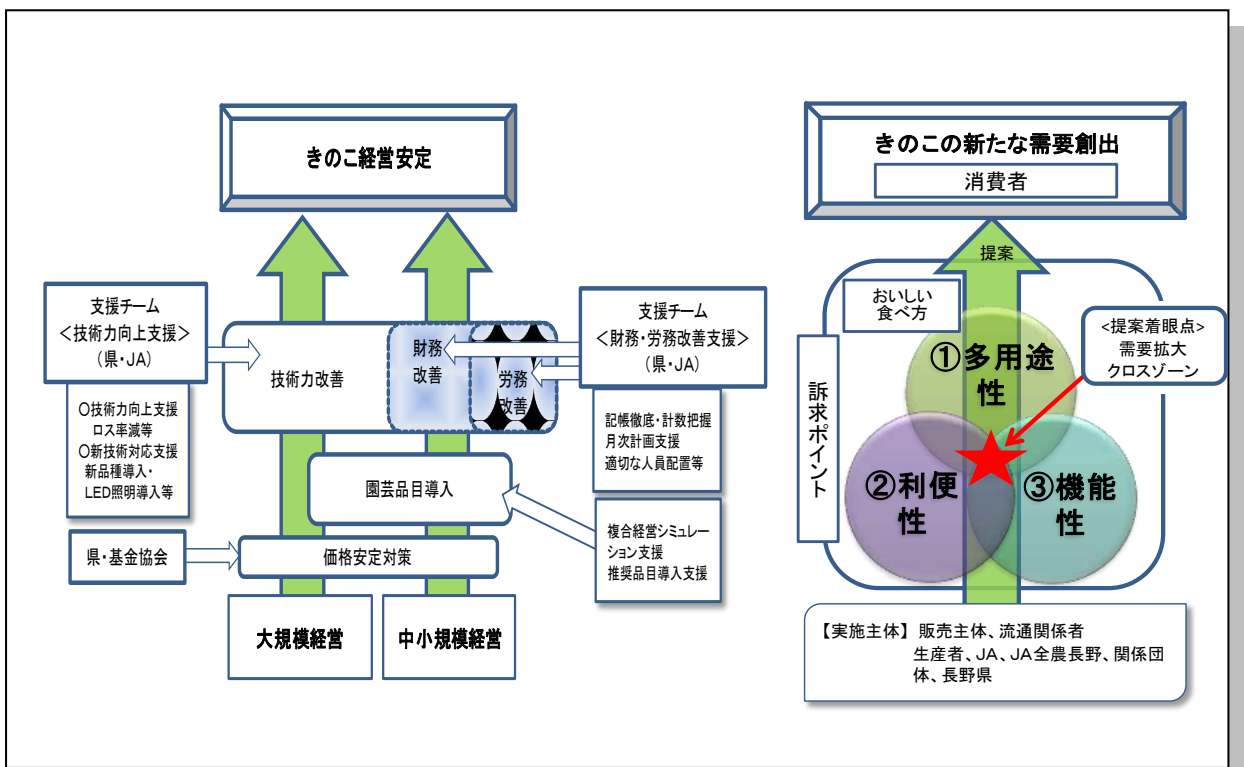 きのこ経営安定
支援チーム
＜技術力向上支援＞
（県・JA）
○技術力向上支援
ロス率減等
○新技術対応支援
新品種導入・
LED照明導入等
技術力改善
財務
改善
労務
改善
支援チーム
＜財務・労務改善支援＞
（県・JA）
記帳徹底・計数把握
月次計画支援
適切な人員配置等
園芸品目導入
複合経営シミュレー
ション支援
推奨品目導入支援
県・基金協会
価格安定対策
大規模経営
中小規模経営
きのこの新たな需要創出
消費者
提案
おいしい
食べ方
<提案着眼点>
需要拡大
クロスゾーン
訴求ポイント
①多用途
性
②利便
性
③機能
性
【実施主体】 販売主体、流通関係者
生産者、JA、JA全農長野、関係団
体、長野県